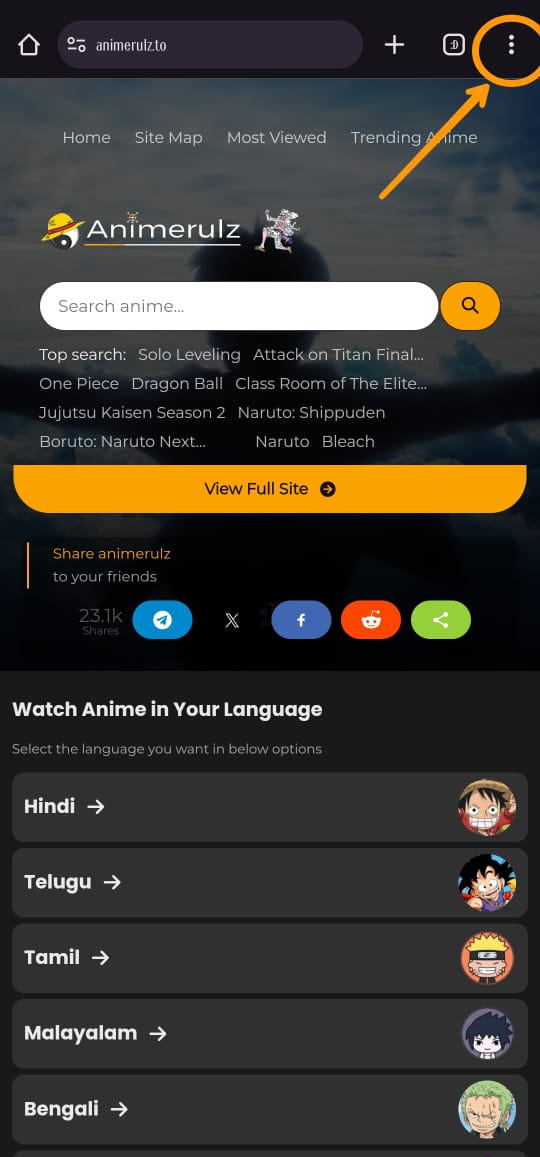 animerulz.to
:D
Home Site Map Most Viewed Trending Anime
Animerulz
Search anime...
Top search: Solo Leveling Attack on Titan Final...
One Piece Dragon Ball Class Room of The Elite...
Jujutsu Kaisen Season 2 Naruto: Shippuden
Boruto: Naruto Next... Naruto Bleach
View Full Site
Share animerulz
to your friends
23.1k
Shares
Watch Anime in Your Language
Select the language you want in below options
Hindi
Telugu
Tamil
Malayalam
Bengali